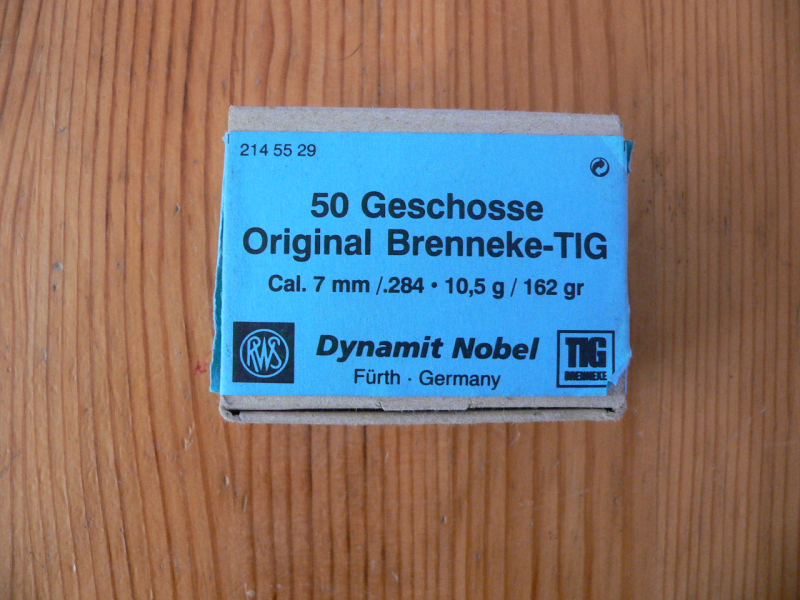 214 55 29
50 Geschosse
Original Brenneke-TIG
Cal. 7 mm /.284 • 10,5 g / 162 gr
RWS
Dynamit Nobel
Fürth · Germany
TIG
BRENNEKE